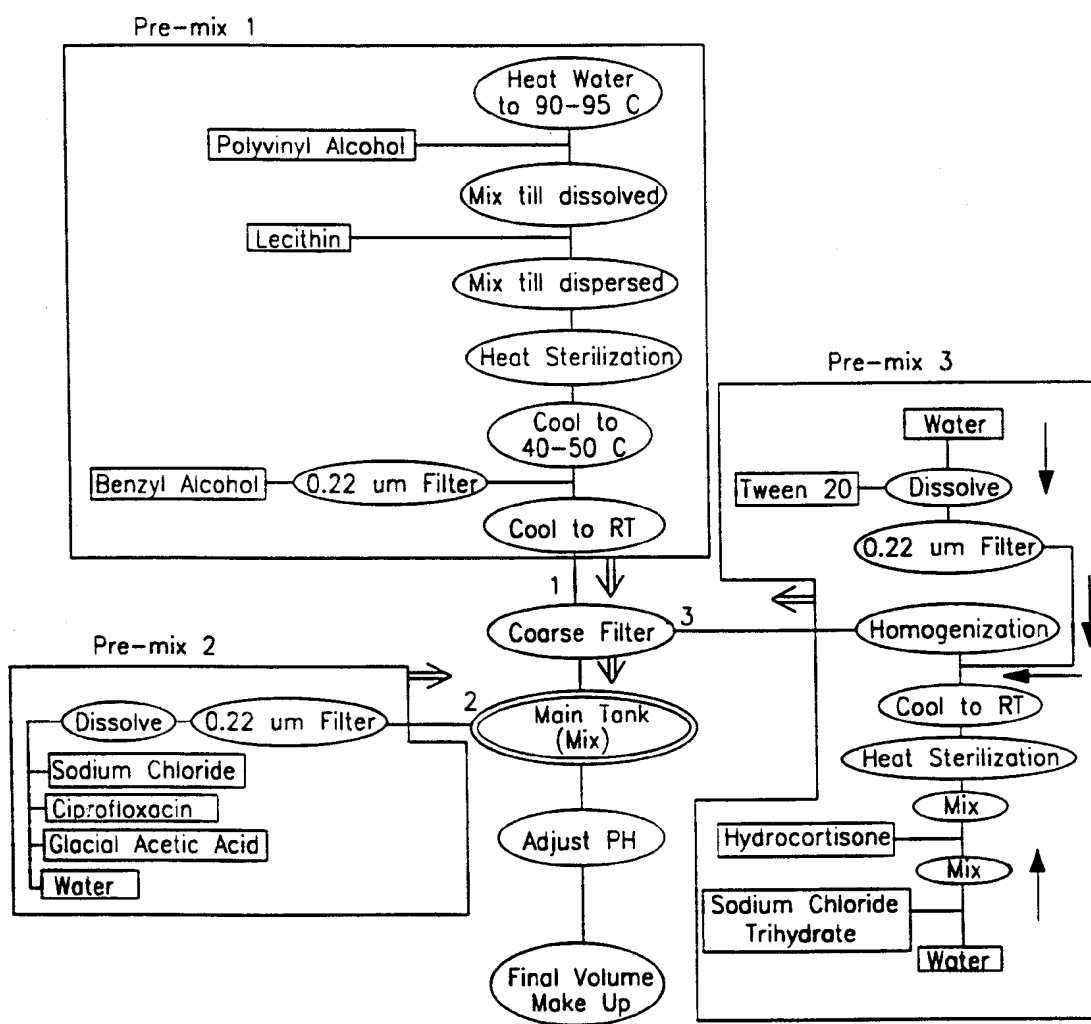 Pre-mix 1
Heat Water
to 90-95 C
Polyvinyl Alcohol
Mix till dissolved
Lecithin
Mix till dispersed
Heat Sterilization
Cool to
40-50 C
Benzyl Alcohol
0.22 um Filter
Cool to RT
1
Coarse Filter
3
Pre-mix 2
Dissolve
0.22 um Filter
2
Sodium Chloride
Ciprofloxacin
Glacial Acetic Acid
Water
Main Tank
(Mix)
Adjust PH
Final Volume
Make Up
Pre-mix 3
Water
Tween 20
Dissolve
0.22 um Filter
Homogenization
Cool to RT
Heat Sterilization
Mix
Hydrocortisone
Mix
Sodium Chloride
Trihydrate
Water